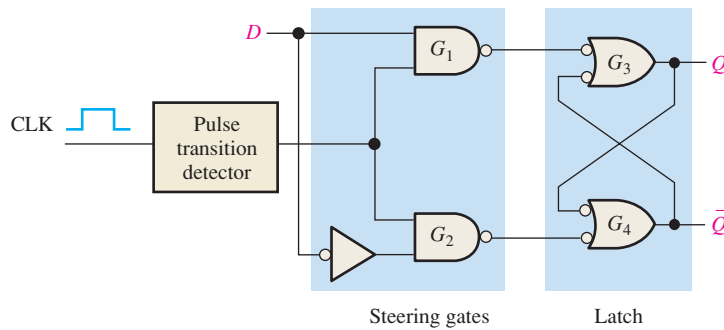 D
G₁
G₃
Q
CLK
Pulse
transition
detector
G₂
G₄
Q̅
Steering gates
Latch